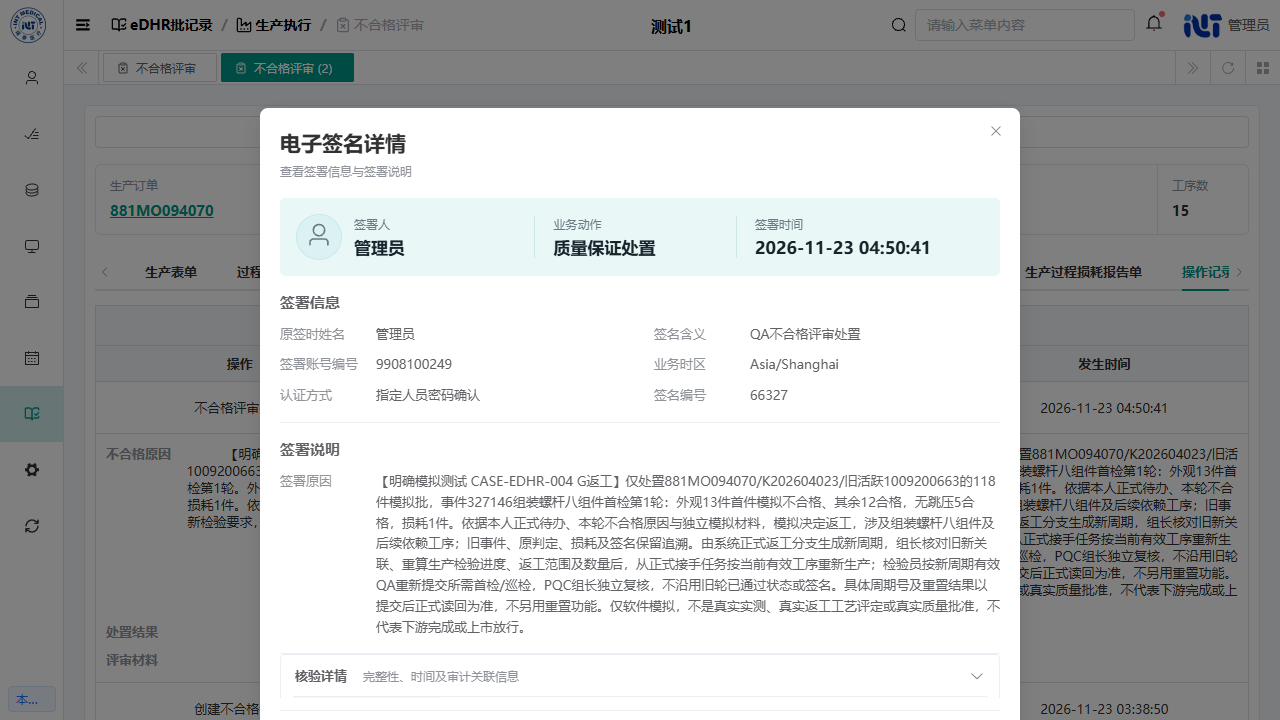 eDHR批记录 / 生产执行 / 不合格评审
测试1
请输入菜单内容
管理员
不合格评审
不合格评审 (2)
生产订单
881MO094070
工序数
15
生产表单
过程
生产过程损耗报告单
操作记录
操作
发生时间
不合格评审
2026-11-23 04:50:41
不合格原因
处置结果
评审材料
创建不合格
2026-11-23 03:38:50
本...
电子签名详情
查看签署信息与签署说明
签署人
管理员
业务动作
质量保证处置
签署时间
2026-11-23 04:50:41
签署信息
原签时姓名 管理员 签名含义 QA不合格评审处置
签署账号编号 9908100249 业务时区 Asia/Shanghai
认证方式 指定人员密码确认 签名编号 66327
签署说明
签署原因
【明确模拟测试 CASE-EDHR-004 G返工】仅处置881MO094070/K202604023/旧活跃1009200663的118
件模拟批，事件327146组装螺杆八组件首检第1轮：外观13件首件模拟不合格、其余12合格，无跳压5合
格，损耗1件。依据本人正式待办、本轮不合格原因与独立模拟材料，模拟决定返工，涉及组装螺杆八组件及
后续依赖工序；旧事件、原判定、损耗及签名保留追溯。由系统正式返工分支生成新周期，组长核对旧新关
联、重算生产检验进度、返工范围及数量后，从正式接手任务按当前有效工序重新生产；检验员按新周期有效
QA重新提交所需首检/巡检，PQC组长独立复核，不沿用旧轮已通过状态或签名。具体周期号及重置结果以
提交后正式读回为准，不另用重置功能。仅软件模拟，不是真实实测、真实返工工艺评定或真实质量批准，不
代表下游完成或上市放行。
核验详情 完整性、时间及审计关联信息